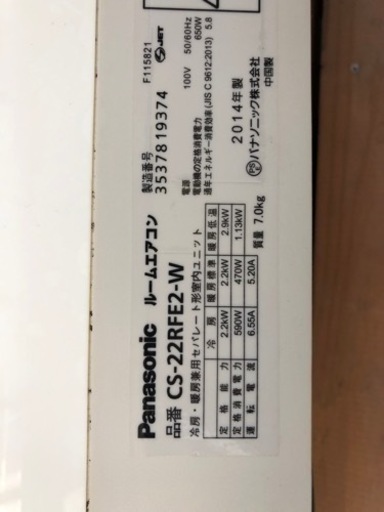 Panasonic ルームエアコン
品番 CS-22RFE2-W
冷房・暖房兼用セパレート形室内ユニット
冷房 暖房標準 暖房低温
定格能力 2.2kW 2.2kW 2.9kW
定格消費電力 590W 470W 1.13kW
運転電流 6.55A 5.20A
質量 7.0kg
製造番号 F115821
3537819374
JET
電源 100V 50/60Hz
電動機の定格消費電力 650W
通年エネルギー消費効率(JIS C 9612:2013) 5.8
2014年製
パナソニック株式会社
中国製